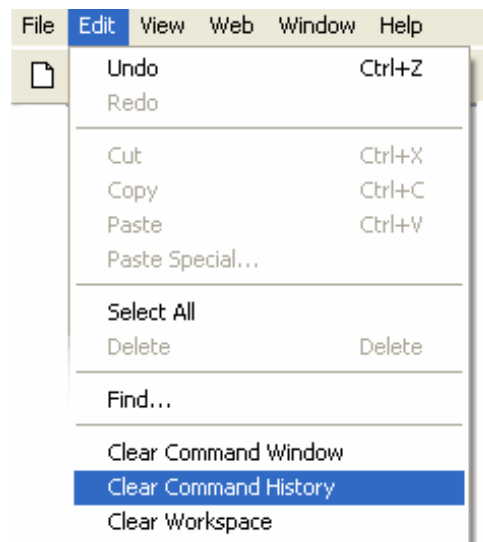 File Edit View Web Window Help
Undo Ctrl+Z
Redo
Cut Ctrl+X
Copy Ctrl+C
Paste Ctrl+V
Paste Special...
Select All
Delete Delete
Find...
Clear Command Window
Clear Command History
Clear Workspace